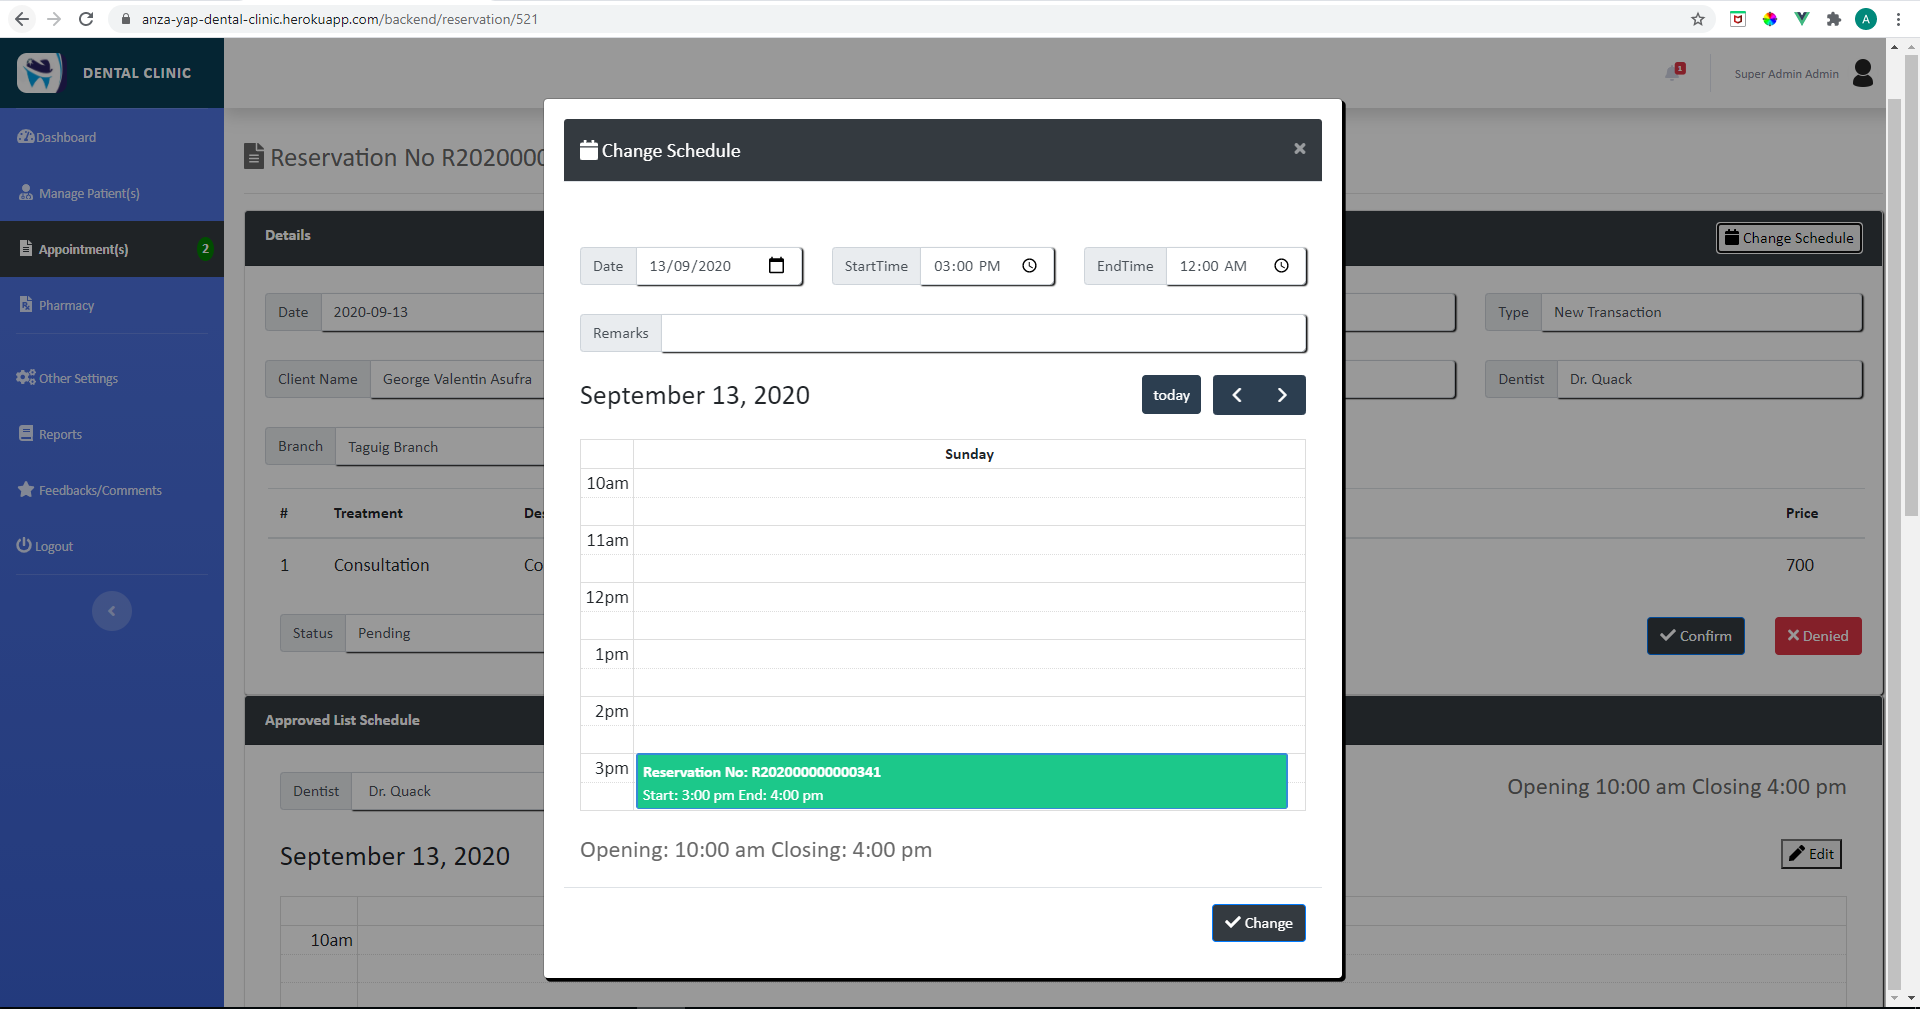 anza-yap-dental-clinic.herokuapp.com/backend/reservation/521
A
DENTAL CLINIC
1
Super Admin Admin
Dashboard
Manage Patient(s)
Appointment(s)
2
Pharmacy
Other Settings
Reports
Feedbacks/Comments
Logout
Reservation No R202000
Details
Change Schedule
Date
2020-09-13
Type
New Transaction
Client Name
George Valentin Asufra
Dentist
Dr. Quack
Branch
Taguig Branch
#
Treatment
Des
Price
1
Consultation
Co
700
Status
Pending
Confirm
Denied
Approved List Schedule
Dentist
Dr. Quack
Opening 10:00 am Closing 4:00 pm
September 13, 2020
Edit
10am
Change Schedule
×
Date
13/09/2020
StartTime
03:00 PM
EndTime
12:00 AM
Remarks
September 13, 2020
today
Sunday
10am
11am
12pm
1pm
2pm
3pm
Reservation No: R202000000000341
Start: 3:00 pm End: 4:00 pm
Opening: 10:00 am Closing: 4:00 pm
Change